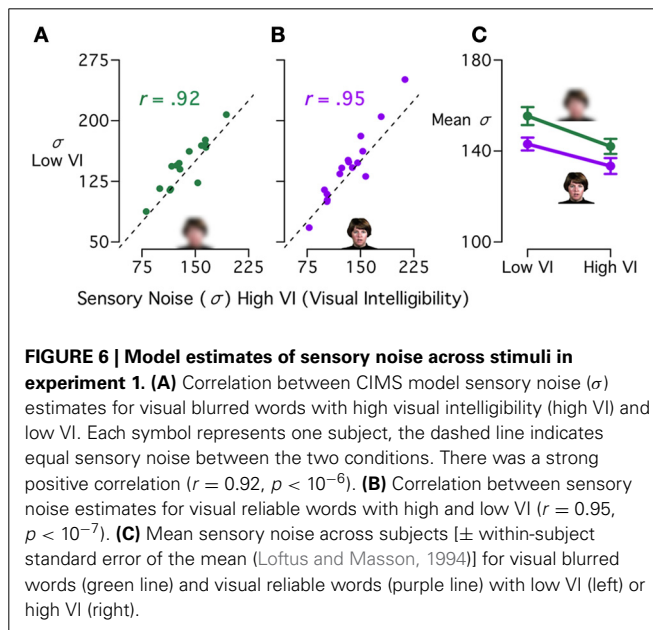 A
B
C
275
200
125
50
σ
Low VI
r = .92
75
150
225
r = .95
75
150
225
180
Mean σ
140
100
Low VI
High VI
Sensory Noise (σ) High VI (Visual Intelligibility)
FIGURE 6 | Model estimates of sensory noise across stimuli in
experiment 1. (A) Correlation between CIMS model sensory noise (σ)
estimates for visual blurred words with high visual intelligibility (high VI) and
low VI. Each symbol represents one subject, the dashed line indicates
equal sensory noise between the two conditions. There was a strong
positive correlation (r = 0.92, p < 10⁻⁶). (B) Correlation between sensory
noise estimates for visual reliable words with high and low VI (r = 0.95,
p < 10⁻⁷). (C) Mean sensory noise across subjects [± within-subject
standard error of the mean (Loftus and Masson, 1994)] for visual blurred
words (green line) and visual reliable words (purple line) with low VI (left) or
high VI (right).